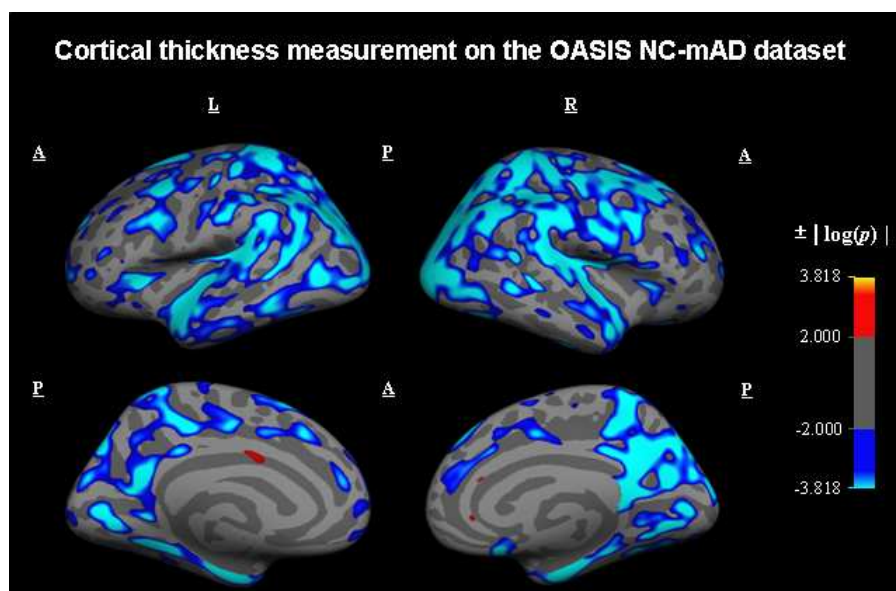 Cortical thickness measurement on the OASIS NC-mAD dataset
L
R
A
P
A
± | log(p) |
3.818
2.000
-2.000
-3.818
P
A
P